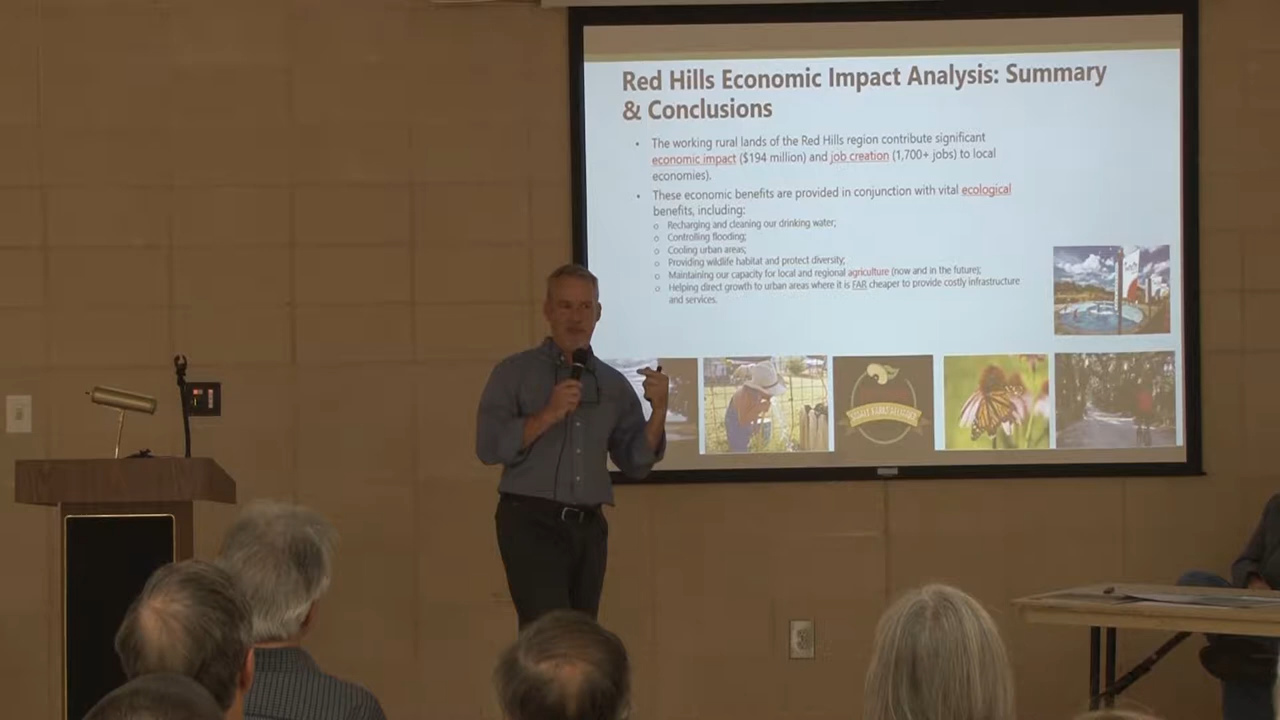 Red Hills Economic Impact Analysis: Summary
& Conclusions
• The working rural lands of the Red Hills region contribute significant
economic impact ($194 million) and job creation (1,700+ jobs) to local
economies).
• These economic benefits are provided in conjunction with vital ecological
benefits, including:
o Recharging and cleaning our drinking water;
o Controlling flooding;
o Cooling urban areas;
o Providing wildlife habitat and protect diversity;
o Maintaining our capacity for local and regional agriculture (now and in the future);
o Helping direct growth to urban areas where it is FAR cheaper to provide costly infrastructure
and services.